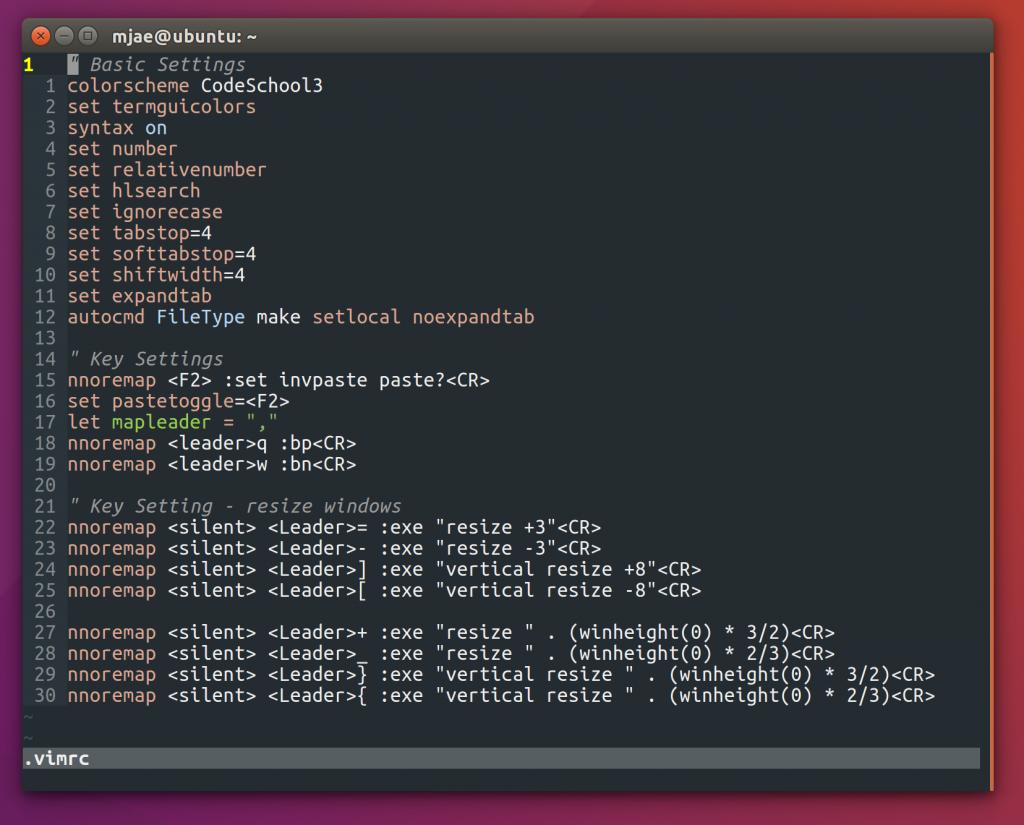 mjae@ubuntu: ~
1 " Basic Settings
1 colorscheme CodeSchool3
2 set termguicolors
3 syntax on
4 set number
5 set relativenumber
6 set hlsearch
7 set ignorecase
8 set tabstop=4
9 set softtabstop=4
10 set shiftwidth=4
11 set expandtab
12 autocmd FileType make setlocal noexpandtab
13
14 " Key Settings
15 nnoremap <F2> :set invpaste paste?<CR>
16 set pastetoggle=<F2>
17 let mapleader = ","
18 nnoremap <leader>q :bp<CR>
19 nnoremap <leader>w :bn<CR>
20
21 " Key Setting - resize windows
22 nnoremap <silent> <Leader>= :exe "resize +3"<CR>
23 nnoremap <silent> <Leader>- :exe "resize -3"<CR>
24 nnoremap <silent> <Leader>] :exe "vertical resize +8"<CR>
25 nnoremap <silent> <Leader>[ :exe "vertical resize -8"<CR>
26
27 nnoremap <silent> <Leader>+ :exe "resize " . (winheight(0) * 3/2)<CR>
28 nnoremap <silent> <Leader>_ :exe "resize " . (winheight(0) * 2/3)<CR>
29 nnoremap <silent> <Leader>} :exe "vertical resize " . (winheight(0) * 3/2)<CR>
30 nnoremap <silent> <Leader>{ :exe "vertical resize " . (winheight(0) * 2/3)<CR>
~
~
.vimrc